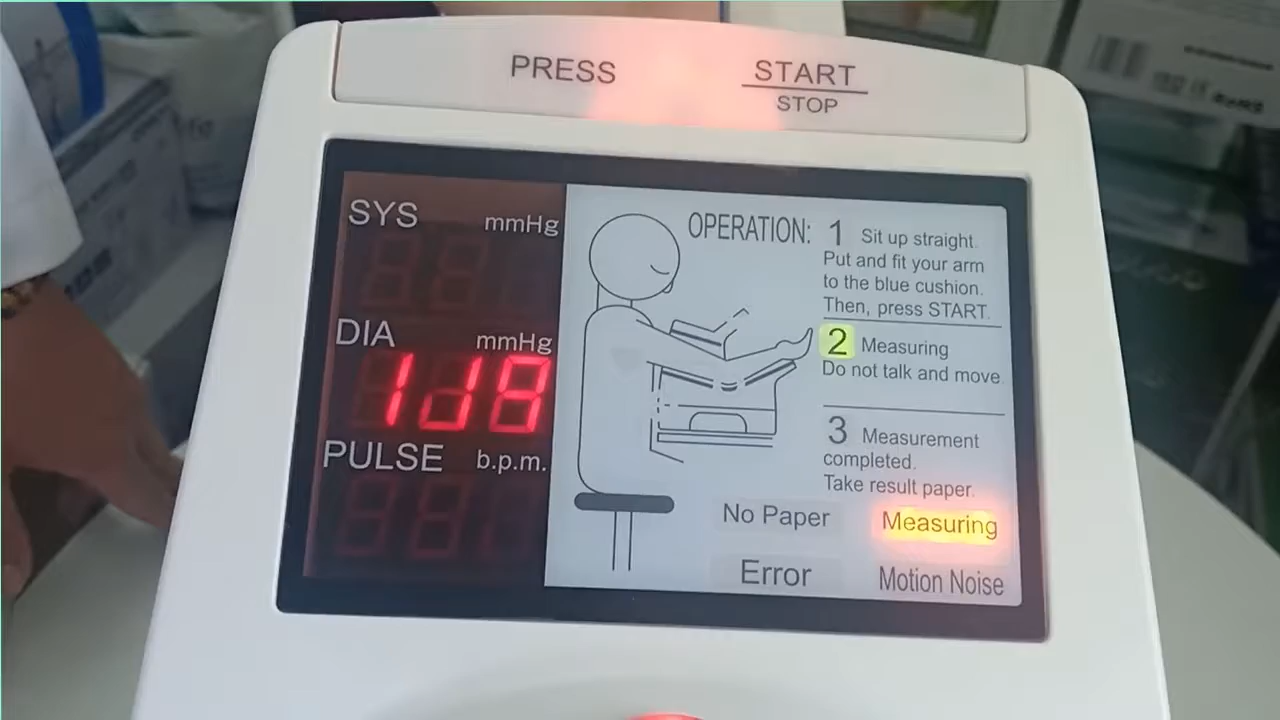 PRESS
START
STOP
SYS mmHg
DIA mmHg
PULSE b.p.m.
OPERATION:
1 Sit up straight.
Put and fit your arm
to the blue cushion.
Then, press START.
2 Measuring
Do not talk and move.
3 Measurement
completed.
Take result paper.
No Paper
Measuring
Error
Motion Noise